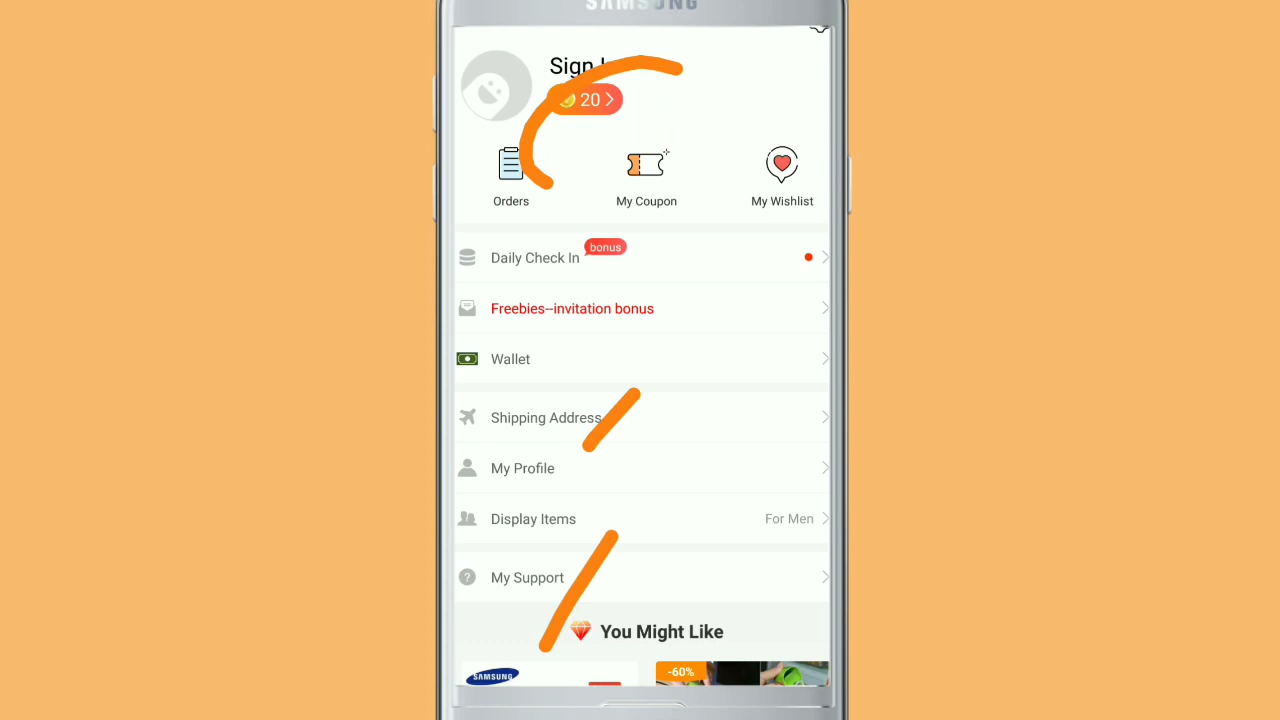 SAMSUNG
Sign
20
Orders
My Coupon
My Wishlist
Daily Check In
bonus
Freebies--invitation bonus
Wallet
Shipping Address
My Profile
Display Items
For Men
My Support
You Might Like
SAMSUNG
-60%